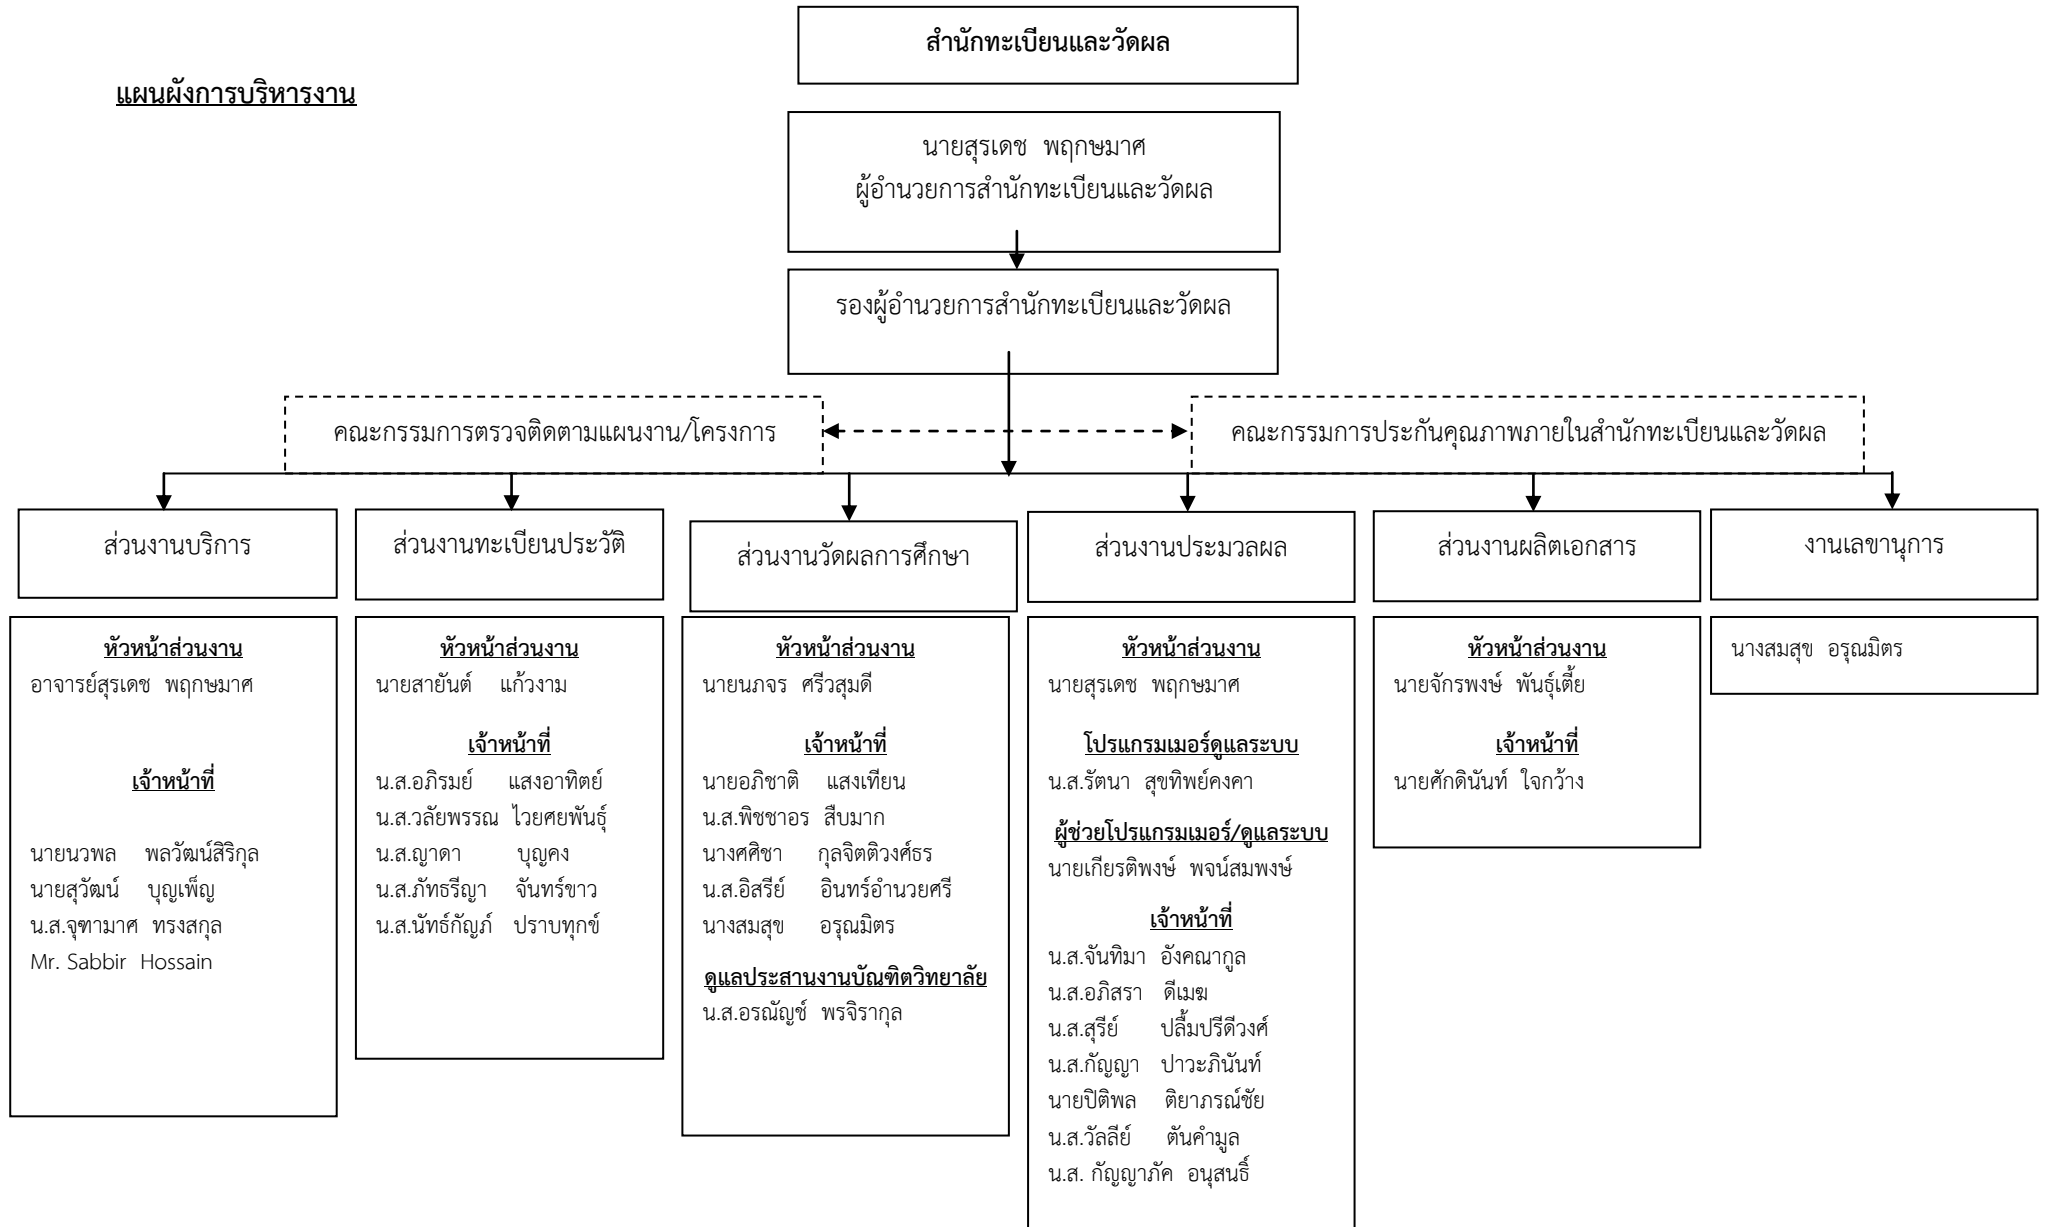 สำนักทะเบียนและวัดผล
แผนผังการบริหารงาน
นายสุรเดช พฤกษมาศ
ผู้อำนวยการสำนักทะเบียนและวัดผล
รองผู้อำนวยการสำนักทะเบียนและวัดผล
คณะกรรมการตรวจติดตามแผนงาน/โครงการ
คณะกรรมการประกันคุณภาพภายในสำนักทะเบียนและวัดผล
ส่วนงานบริการ
หัวหน้าส่วนงาน
อาจารย์สุรเดช พฤกษมาศ
เจ้าหน้าที่
นายนวพล พลวัฒน์สิริกุล
นายสุวัฒน์ บุญเพ็ญ
น.ส.จุฑามาศ ทรงสกุล
Mr. Sabbir Hossain
ส่วนงานทะเบียนประวัติ
หัวหน้าส่วนงาน
นายสายันต์ แก้วงาม
เจ้าหน้าที่
น.ส.อภิรมย์ แสงอาทิตย์
น.ส.วลัยพรรณ ไวยศยพันธุ์
น.ส.ญาดา บุญคง
น.ส.ภัทธรีญา จันทร์ขาว
น.ส.นัทธ์กัญภ์ ปราบทุกข์
ส่วนงานวัดผลการศึกษา
หัวหน้าส่วนงาน
นายนภจร ศรีวสุมดี
เจ้าหน้าที่
นายอภิชาติ แสงเทียน
น.ส.พิชชาอร สืบมาก
นางศศิชา กุลจิตติวงศ์ธร
น.ส.อิสรีย์ อินทร์อำนวยศรี
นางสมสุข อรุณมิตร
ดูแลประสานงานบัณฑิตวิทยาลัย
น.ส.อรณัญช์ พรจิรากุล
ส่วนงานประมวลผล
หัวหน้าส่วนงาน
นายสุรเดช พฤกษมาศ
โปรแกรมเมอร์ดูแลระบบ
น.ส.รัตนา สุขทิพย์คงคา
ผู้ช่วยโปรแกรมเมอร์/ดูแลระบบ
นายเกียรติพงษ์ พจน์สมพงษ์
เจ้าหน้าที่
น.ส.จันทิมา อังคณากูล
น.ส.อภิสรา ดีเมฆ
น.ส.สุรีย์ ปลื้มปรีดีวงศ์
น.ส.กัญญา ปาวะภินันท์
นายปิติพล ติยาภรณ์ชัย
น.ส.วัลลีย์ ตันคำมูล
น.ส. กัญญาภัค อนุสนธิ์
ส่วนงานผลิตเอกสาร
หัวหน้าส่วนงาน
นายจักรพงษ์ พันธุ์เตี้ย
เจ้าหน้าที่
นายศักดินันท์ ใจกว้าง
งานเลขานุการ
นางสมสุข อรุณมิตร